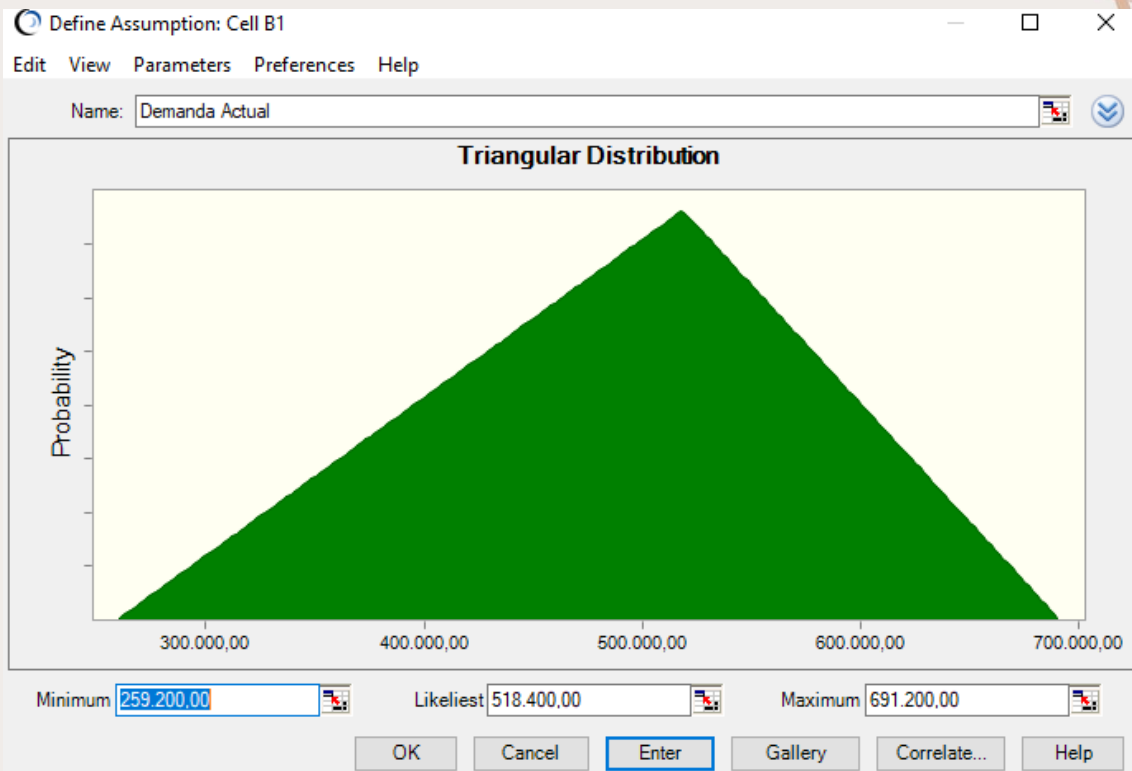 Define Assumption: Cell B1
Edit View Parameters Preferences Help
Name: Demanda Actual
Triangular Distribution
Probability
300.000,00 400.000,00 500.000,00 600.000,00 700.000,00
Minimum 259.200,00 Likeliest 518.400,00 Maximum 691.200,00
OK Cancel Enter Gallery Correlate... Help